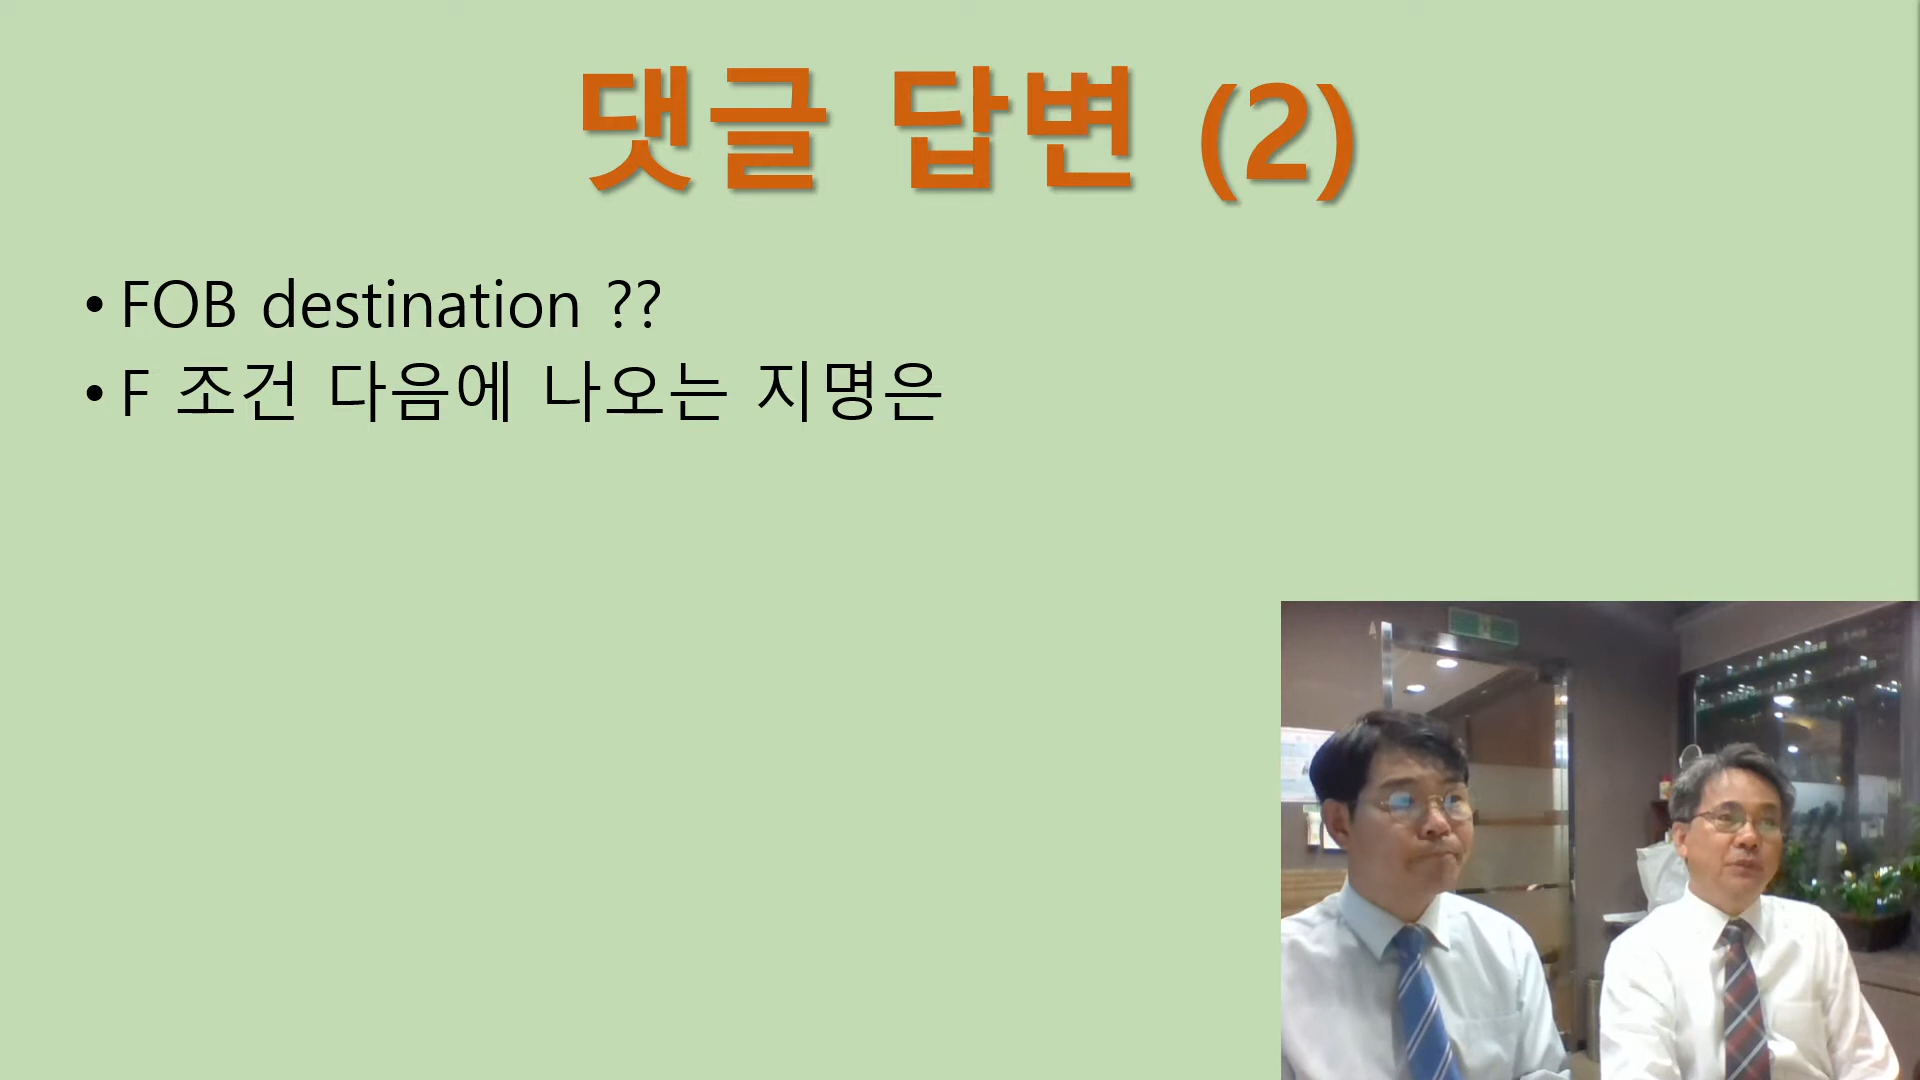 댓글 답변 (2)
• FOB destination ??
• F 조건 다음에 나오는 지명은